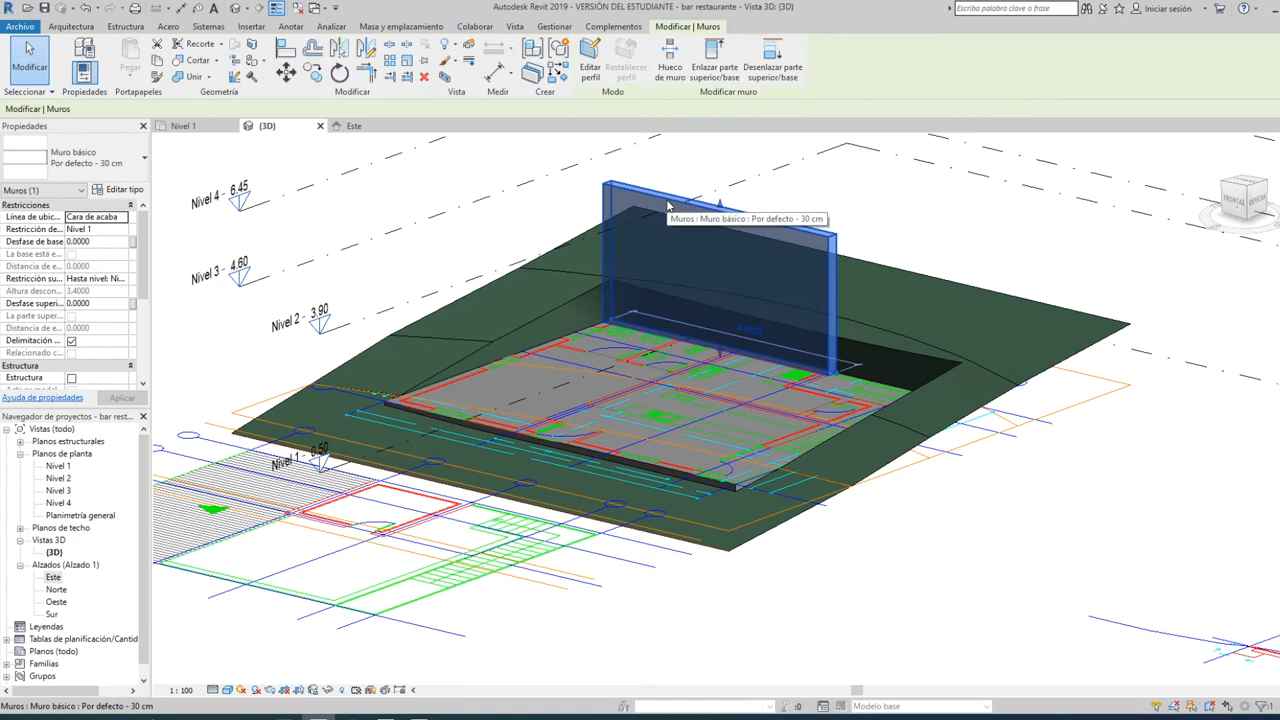 Autodesk Revit 2019 - VERSIÓN DEL ESTUDIANTE - bar restaurante - Vista 3D: {3D}
Escriba palabra clave o frase
Iniciar sesión
Archivo Arquitectura Estructura Acero Sistemas Insertar Anotar Analizar Masa y emplazamiento Colaborar Vista Gestionar Complementos Modificar | Muros
Modificar
Propiedades
Pegar
Recorte
Cortar
Unir
Editar perfil
Restablecer perfil
Hueco de muro
Enlazar parte superior/base
Desenlazar parte superior/base
Seleccionar Propiedades Portapapeles Geometría Modificar Vista Medir Crear Modo Modificar muro
Modificar | Muros
Propiedades
Nivel 1
{3D}
Este
Muro básico
Por defecto - 30 cm
Muros (1)
Editar tipo
Restricciones
Línea de ubic... Cara de acaba
Restricción de... Nivel 1
Desfase de base 0.0000
La base está e...
Distancia de e... 0.0000
Restricción su... Hasta nivel: Ni
Altura descon... 3.4000
Desfase superi... 0.0000
La parte super...
Distancia de e... 0.0000
Delimitación ...
Relacionado c...
Estructura
Estructura
Ayuda de propiedades
Aplicar
Navegador de proyectos - bar rest...
Vistas (todo)
Planos estructurales
Planos de planta
Nivel 1
Nivel 2
Nivel 3
Nivel 4
Planimetría general
Planos de techo
Vistas 3D
{3D}
Alzados (Alzado 1)
Este
Norte
Oeste
Sur
Leyendas
Tablas de planificación/Cantid
Planos (todo)
Familias
Grupos
Nivel 4 - 6.45
Nivel 3 - 4.60
Nivel 2 - 3.90
Nivel 1 - 0.50
Muros : Muro básico : Por defecto - 30 cm
FRONTAL
1 : 100
Muros : Muro básico : Por defecto - 30 cm
:0
Modelo base
:1